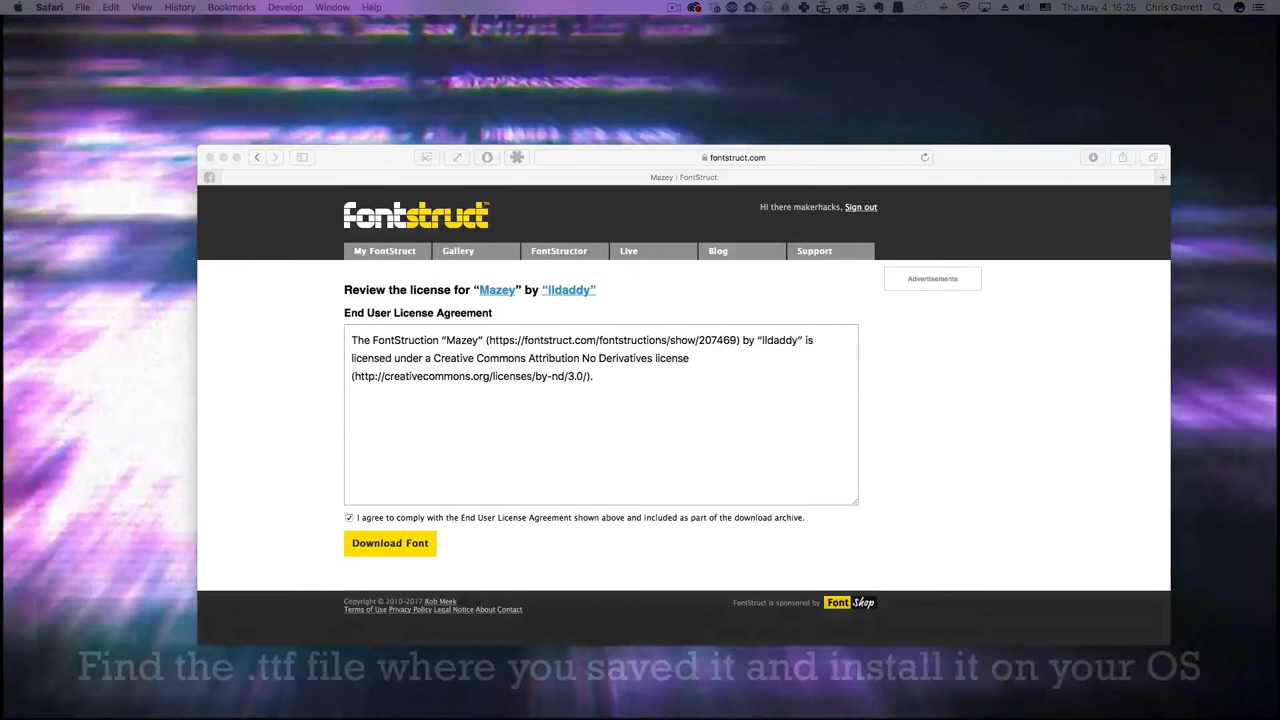 Safari File Edit View History Bookmarks Develop Window Help
Thu May 4 15:25 Chris Garrett
fontstruct.com
Mazey | FontStruct
fontstruct
Hi there makerhacks, Sign out
My FontStruct Gallery FontStructor Live Blog Support
Advertisements
Review the license for “Mazey” by “lldaddy”
End User License Agreement
The FontStruction “Mazey” (https://fontstruct.com/fontstructions/show/207469) by “lldaddy” is
licensed under a Creative Commons Attribution No Derivatives license
(http://creativecommons.org/licenses/by-nd/3.0/).
I agree to comply with the End User License Agreement shown above and included as part of the download archive.
Download Font
Copyright © 2010–2017 Rob Meek
Terms of Use Privacy Policy Legal Notice About Contact
FontStruct is sponsored by Font Shop
Find the .ttf file where you saved it and install it on your OS